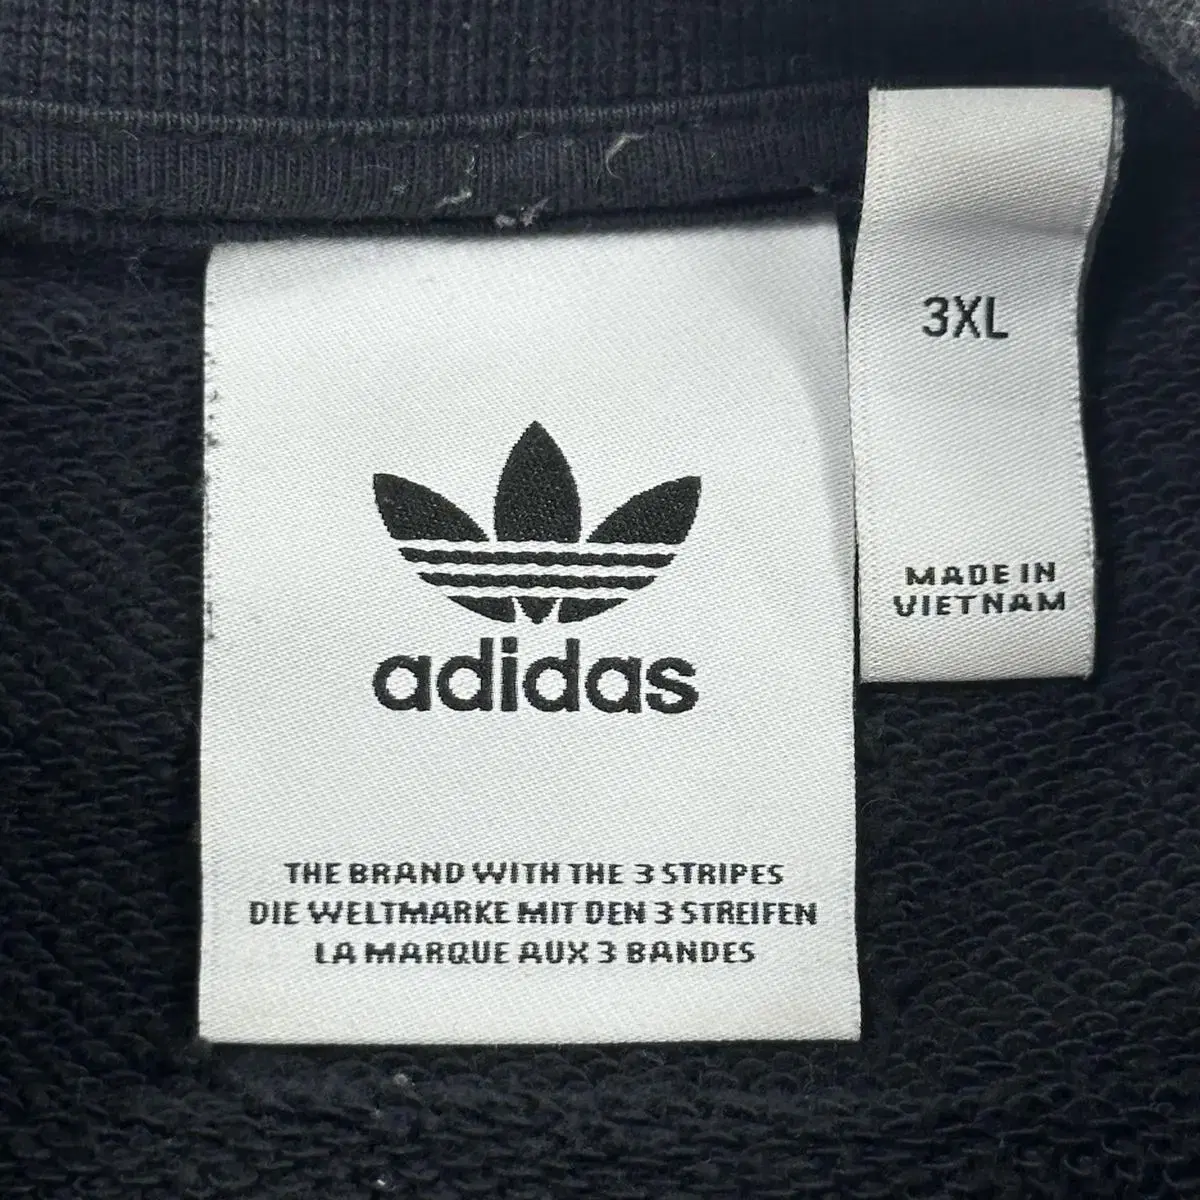 3XL
MADE IN
VIETNAM
adidas
THE BRAND WITH THE 3 STRIPES
DIE WELTMARKE MIT DEN 3 STREIFEN
LA MARQUE AUX 3 BANDES